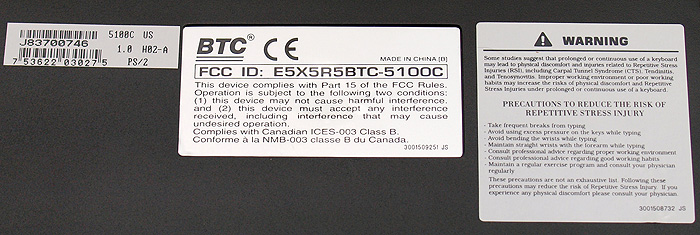 5100C US
J83700746
1.0 H02-A
7 53622 03027 5 PS/2
BTC CE
MADE IN CHINA [B]
FCC ID: E5X5R5BTC-5100C
This device complies with Part 15 of the FCC Rules.
Operation is subject to the following two conditions:
(1) this device may not cause harmful interference.
and (2) this device must accept any interference
received, including interference that may cause
undesired operation.
Complies with Canadian ICES-003 Class B.
Conforme à la NMB-003 classe B du Canada.
3001509251 JS
WARNING
Some studies suggest that prolonged or continuous use of a keyboard
may lead to physical discomfort and injuries related to Repetitive Stress
Injuries (RSI), including Carpal Tunnel Syndrome (CTS), Tendinitis,
and Tenosynovitis. Improper working environment or poor working
habits may increase the risks of physical discomfort and Repetitive
Stress Injury when prolonged or continuous use of a keyboard.
PRECAUTIONS TO REDUCE THE RISK OF
REPETITIVE STRESS INJURY
- Take frequent breaks from typing
- Avoid using excess pressure on the keys while typing
- Avoid bending the wrists while typing
- Maintain straight wrists with the forearm while typing
- Consult professional advice regarding proper working environment
- Consult professional advice regarding good working habits
- Maintain a regular exercise program and consult your physician
regularly
These precautions are not an exhaustive list. Following these
precautions may reduce the risk of Repetitive Stress Injury. If you
experience any physical discomfort, please consult your physician.
3001508732 JS